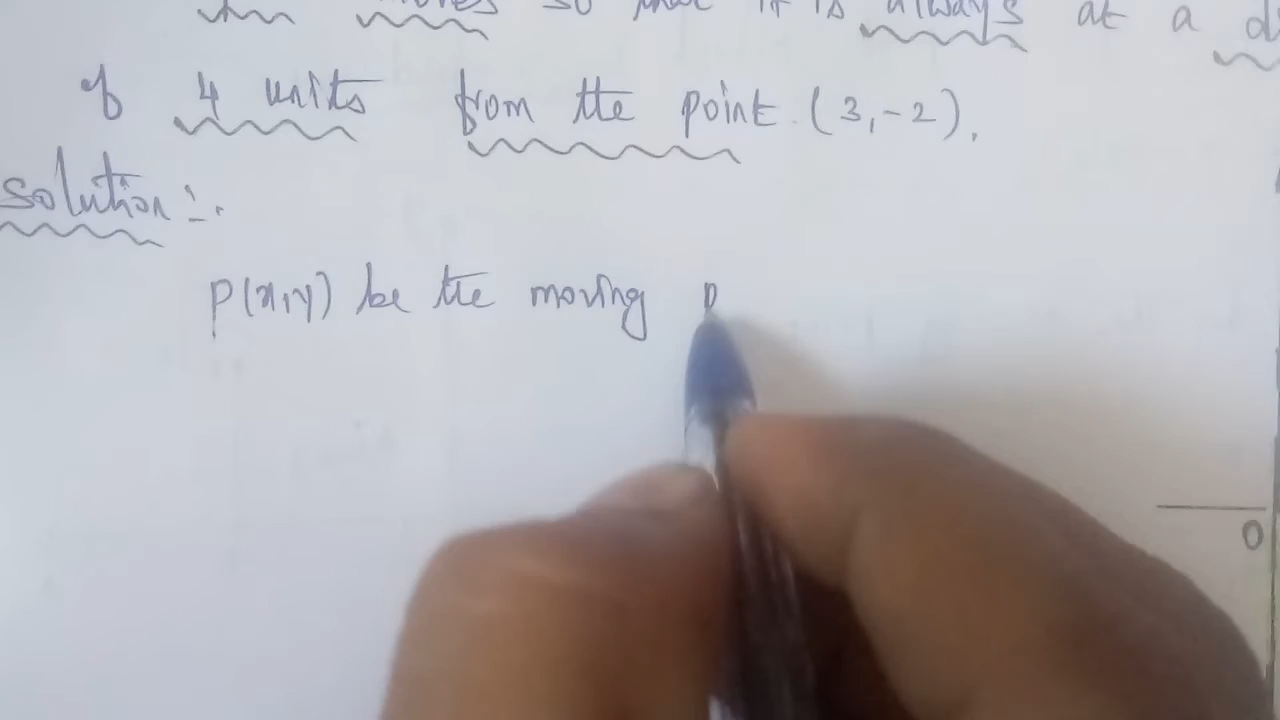 moves so that it is always at a
of 4 units from the point (3,-2).
solution :-
P(x,y) be the moving P
0